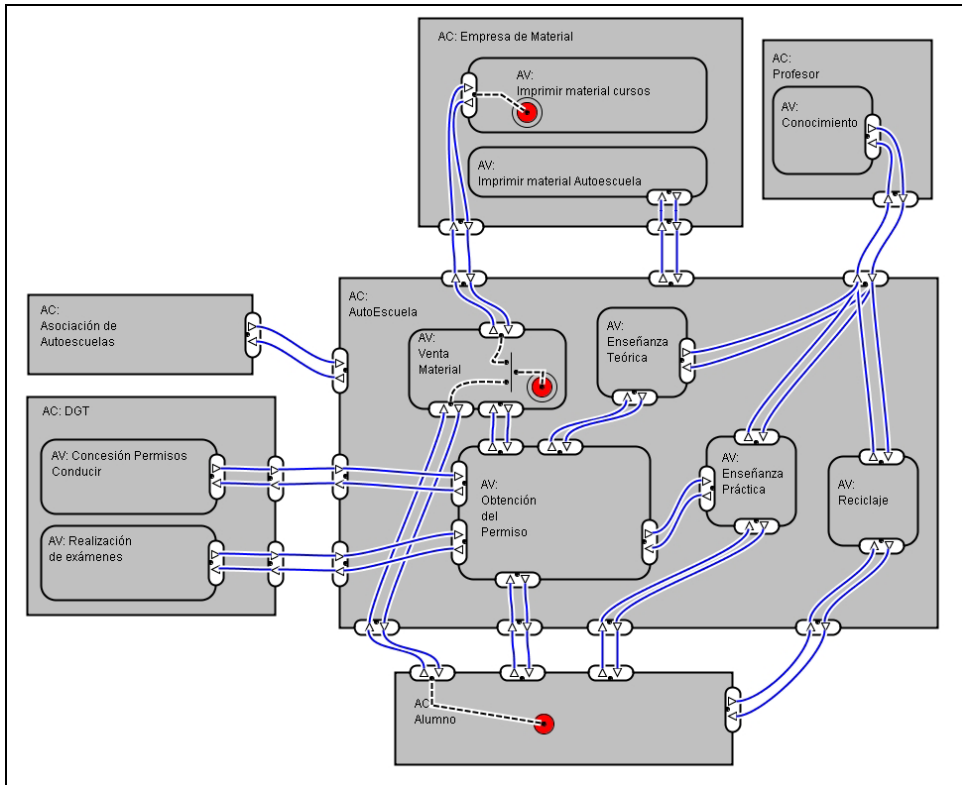 AC: Empresa de Material
AV:
Imprimir material cursos
AV:
Imprimir material Autoescuela
AC:
Profesor
AV:
Conocimiento
AC:
Asociación de
Autoescuelas
AC:
AutoEscuela
AV:
Venta
Material
AV:
Enseñanza
Teórica
AC: DGT
AV: Concesión Permisos
Conducir
AV: Realización
de exámenes
AV:
Obtención
del
Permiso
AV:
Enseñanza
Práctica
AV:
Reciclaje
AC:
Alumno